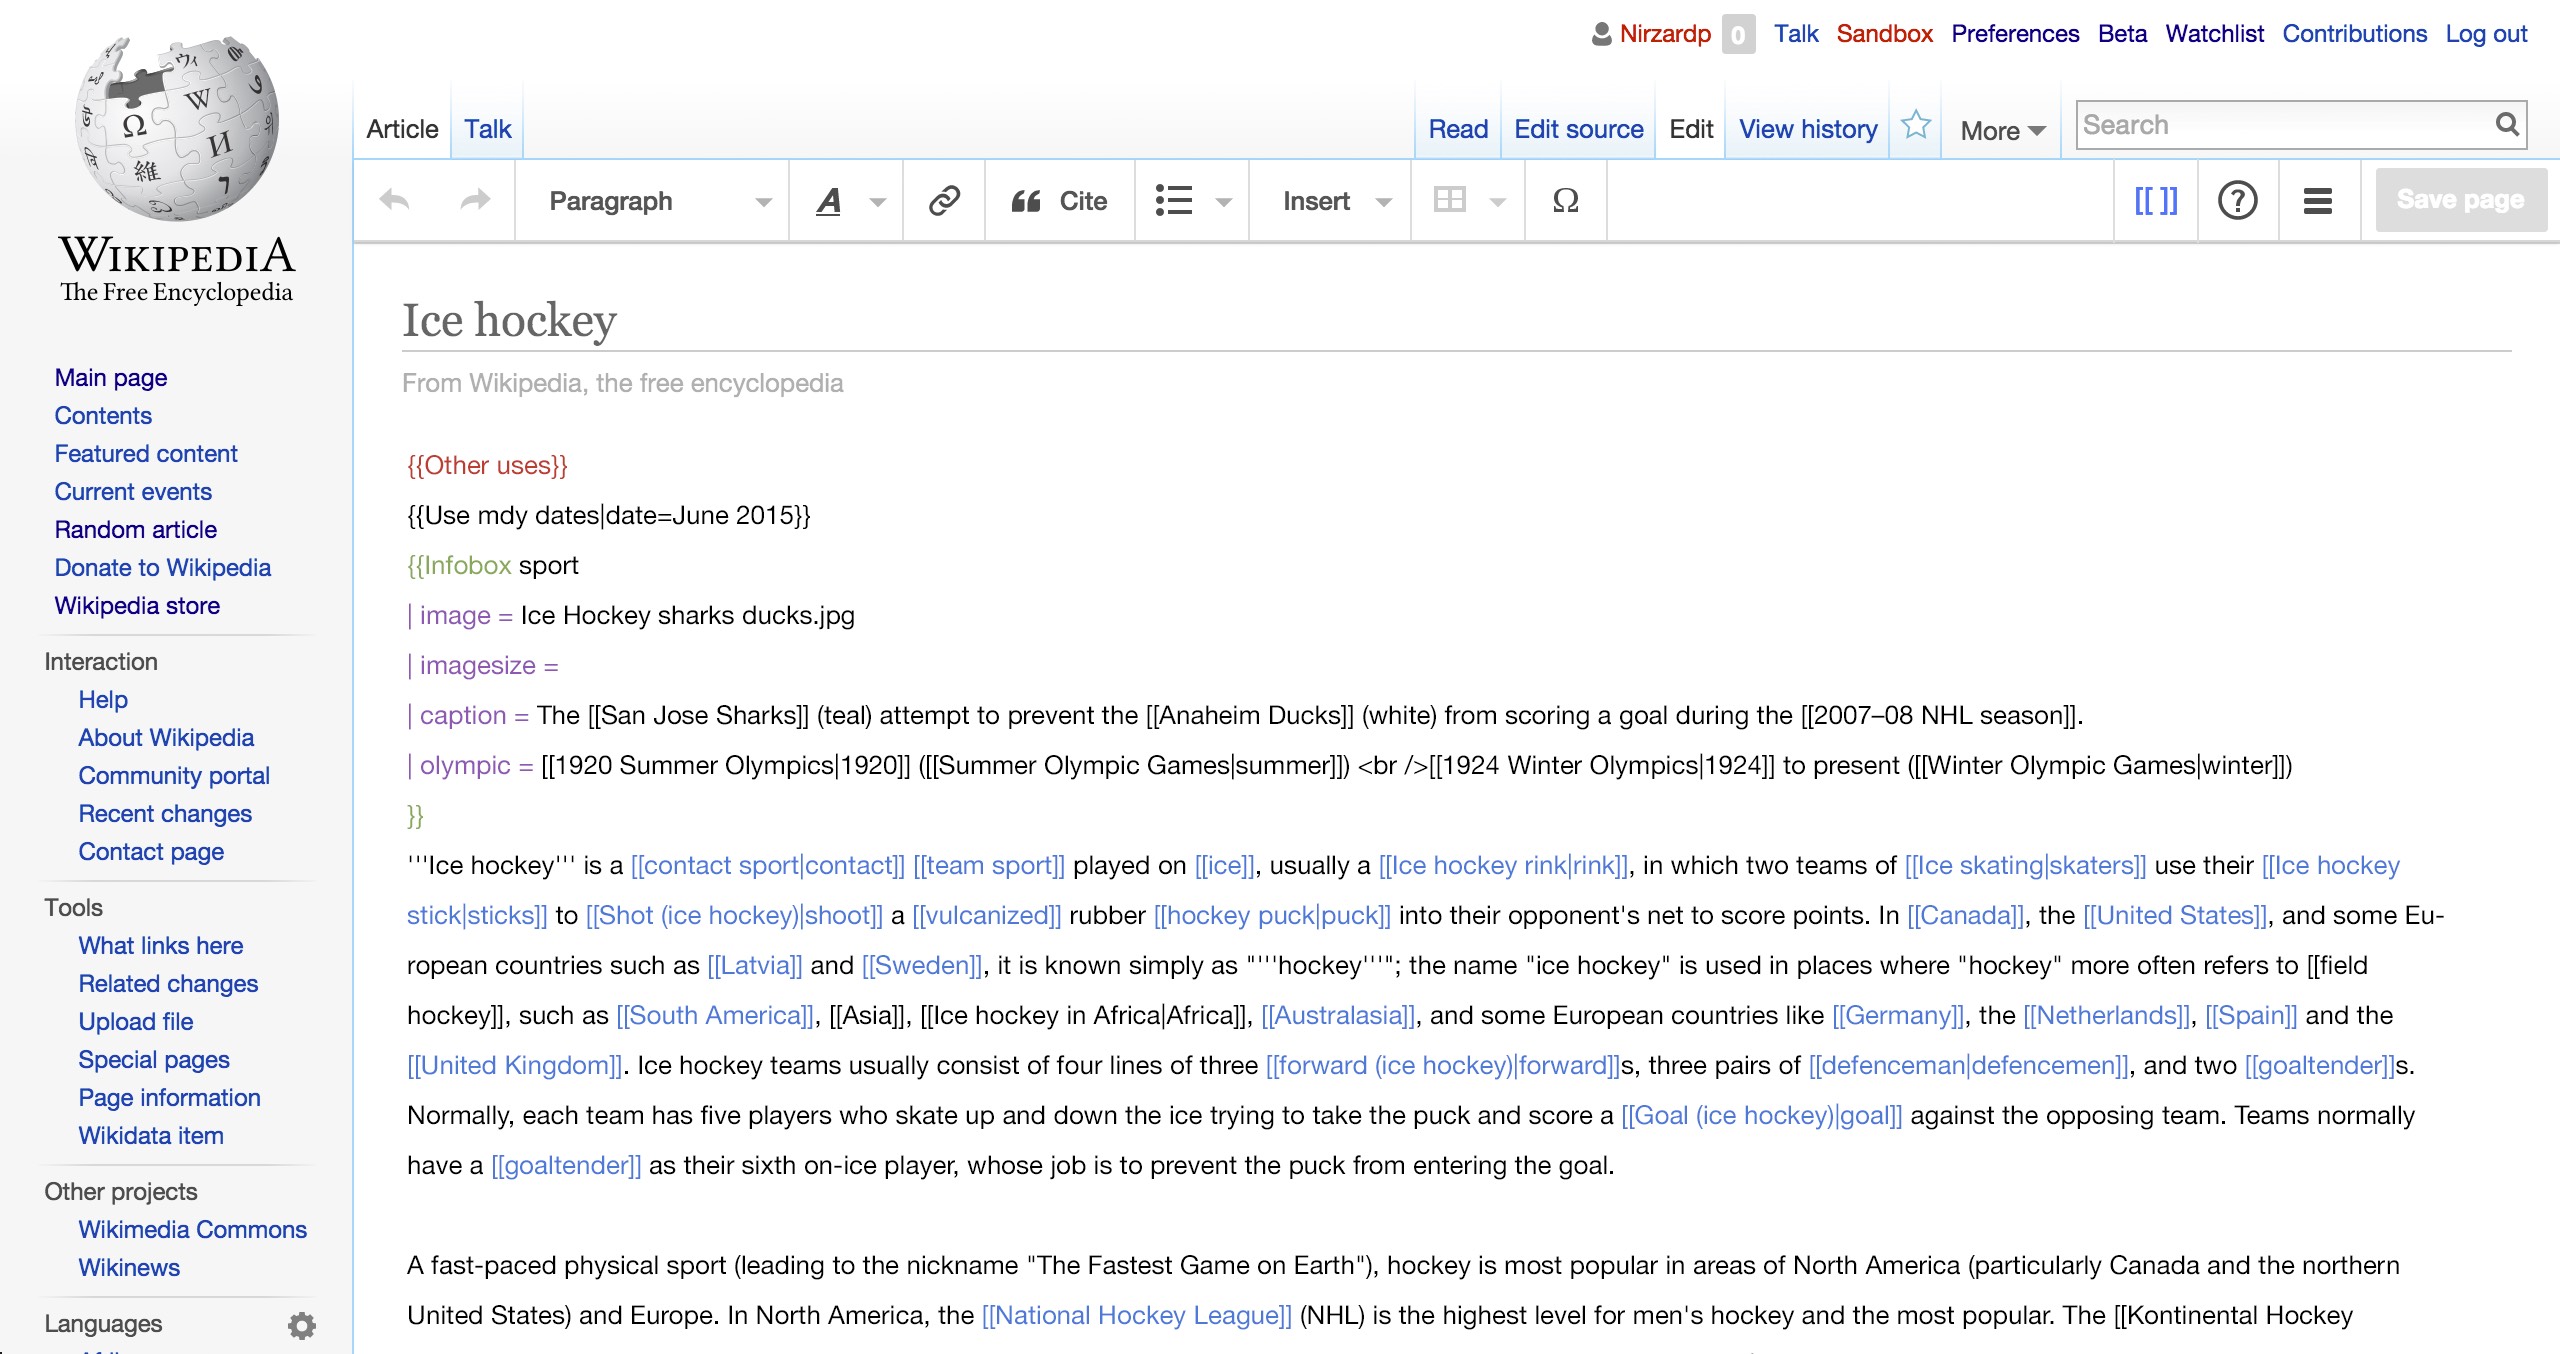 Nirzardp 0 Talk Sandbox Preferences Beta Watchlist Contributions Log out
Article Talk Read Edit source Edit View history More Search
Paragraph A Cite Insert Ω [[ ]] ? Save page
WIKIPEDIA
The Free Encyclopedia
Main page
Contents
Featured content
Current events
Random article
Donate to Wikipedia
Wikipedia store
Interaction
Help
About Wikipedia
Community portal
Recent changes
Contact page
Tools
What links here
Related changes
Upload file
Special pages
Page information
Wikidata item
Other projects
Wikimedia Commons
Wikinews
Languages
Ice hockey
From Wikipedia, the free encyclopedia
{{Other uses}}
{{Use mdy dates|date=June 2015}}
{{Infobox sport
| image = Ice Hockey sharks ducks.jpg
| imagesize =
| caption = The [[San Jose Sharks]] (teal) attempt to prevent the [[Anaheim Ducks]] (white) from scoring a goal during the [[2007–08 NHL season]].
| olympic = [[1920 Summer Olympics|1920]] ([[Summer Olympic Games|summer]]) <br />[[1924 Winter Olympics|1924]] to present ([[Winter Olympic Games|winter]])
}}
'''Ice hockey''' is a [[contact sport|contact]] [[team sport]] played on [[ice]], usually a [[Ice hockey rink|rink]], in which two teams of [[Ice skating|skaters]] use their [[Ice hockey
stick|sticks]] to [[Shot (ice hockey)|shoot]] a [[vulcanized]] rubber [[hockey puck|puck]] into their opponent's net to score points. In [[Canada]], the [[United States]], and some Eu-
ropean countries such as [[Latvia]] and [[Sweden]], it is known simply as "'''hockey'''"; the name "ice hockey" is used in places where "hockey" more often refers to [[field
hockey]], such as [[South America]], [[Asia]], [[Ice hockey in Africa|Africa]], [[Australasia]], and some European countries like [[Germany]], the [[Netherlands]], [[Spain]] and the
[[United Kingdom]]. Ice hockey teams usually consist of four lines of three [[forward (ice hockey)|forward]]s, three pairs of [[defenceman|defencemen]], and two [[goaltender]]s.
Normally, each team has five players who skate up and down the ice trying to take the puck and score a [[Goal (ice hockey)|goal]] against the opposing team. Teams normally
have a [[goaltender]] as their sixth on-ice player, whose job is to prevent the puck from entering the goal.
A fast-paced physical sport (leading to the nickname "The Fastest Game on Earth"), hockey is most popular in areas of North America (particularly Canada and the northern
United States) and Europe. In North America, the [[National Hockey League]] (NHL) is the highest level for men's hockey and the most popular. The [[Kontinental Hockey